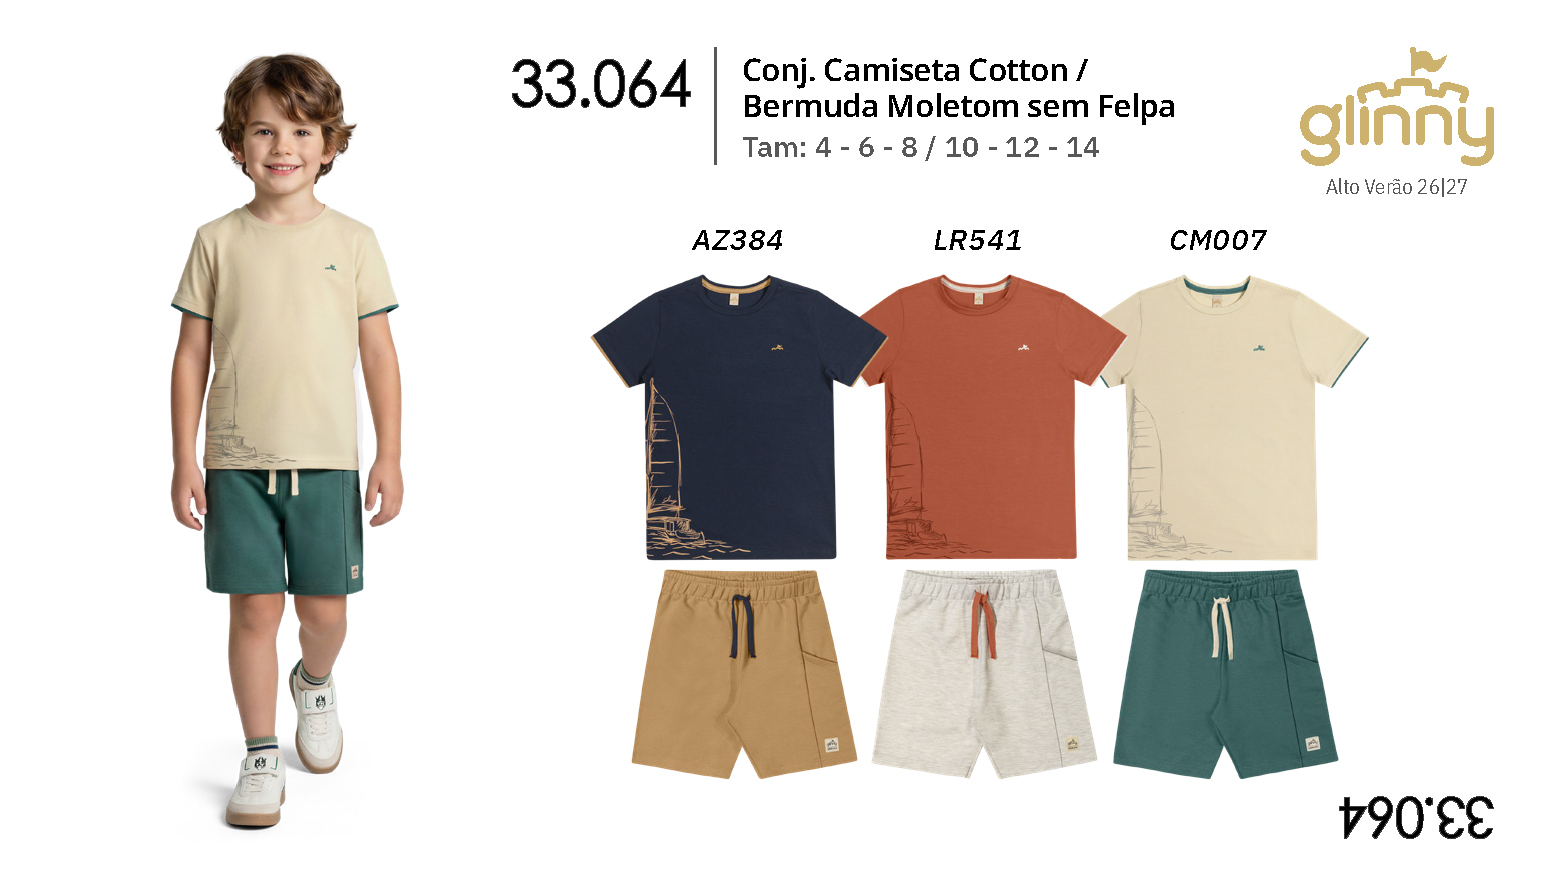 33.064
Conj. Camiseta Cotton /
Bermuda Moletom sem Felpa
Tam: 4 - 6 - 8 / 10 - 12 - 14
glinny
Alto Verão 26|27
AZ384
LR541
CM007
33.064